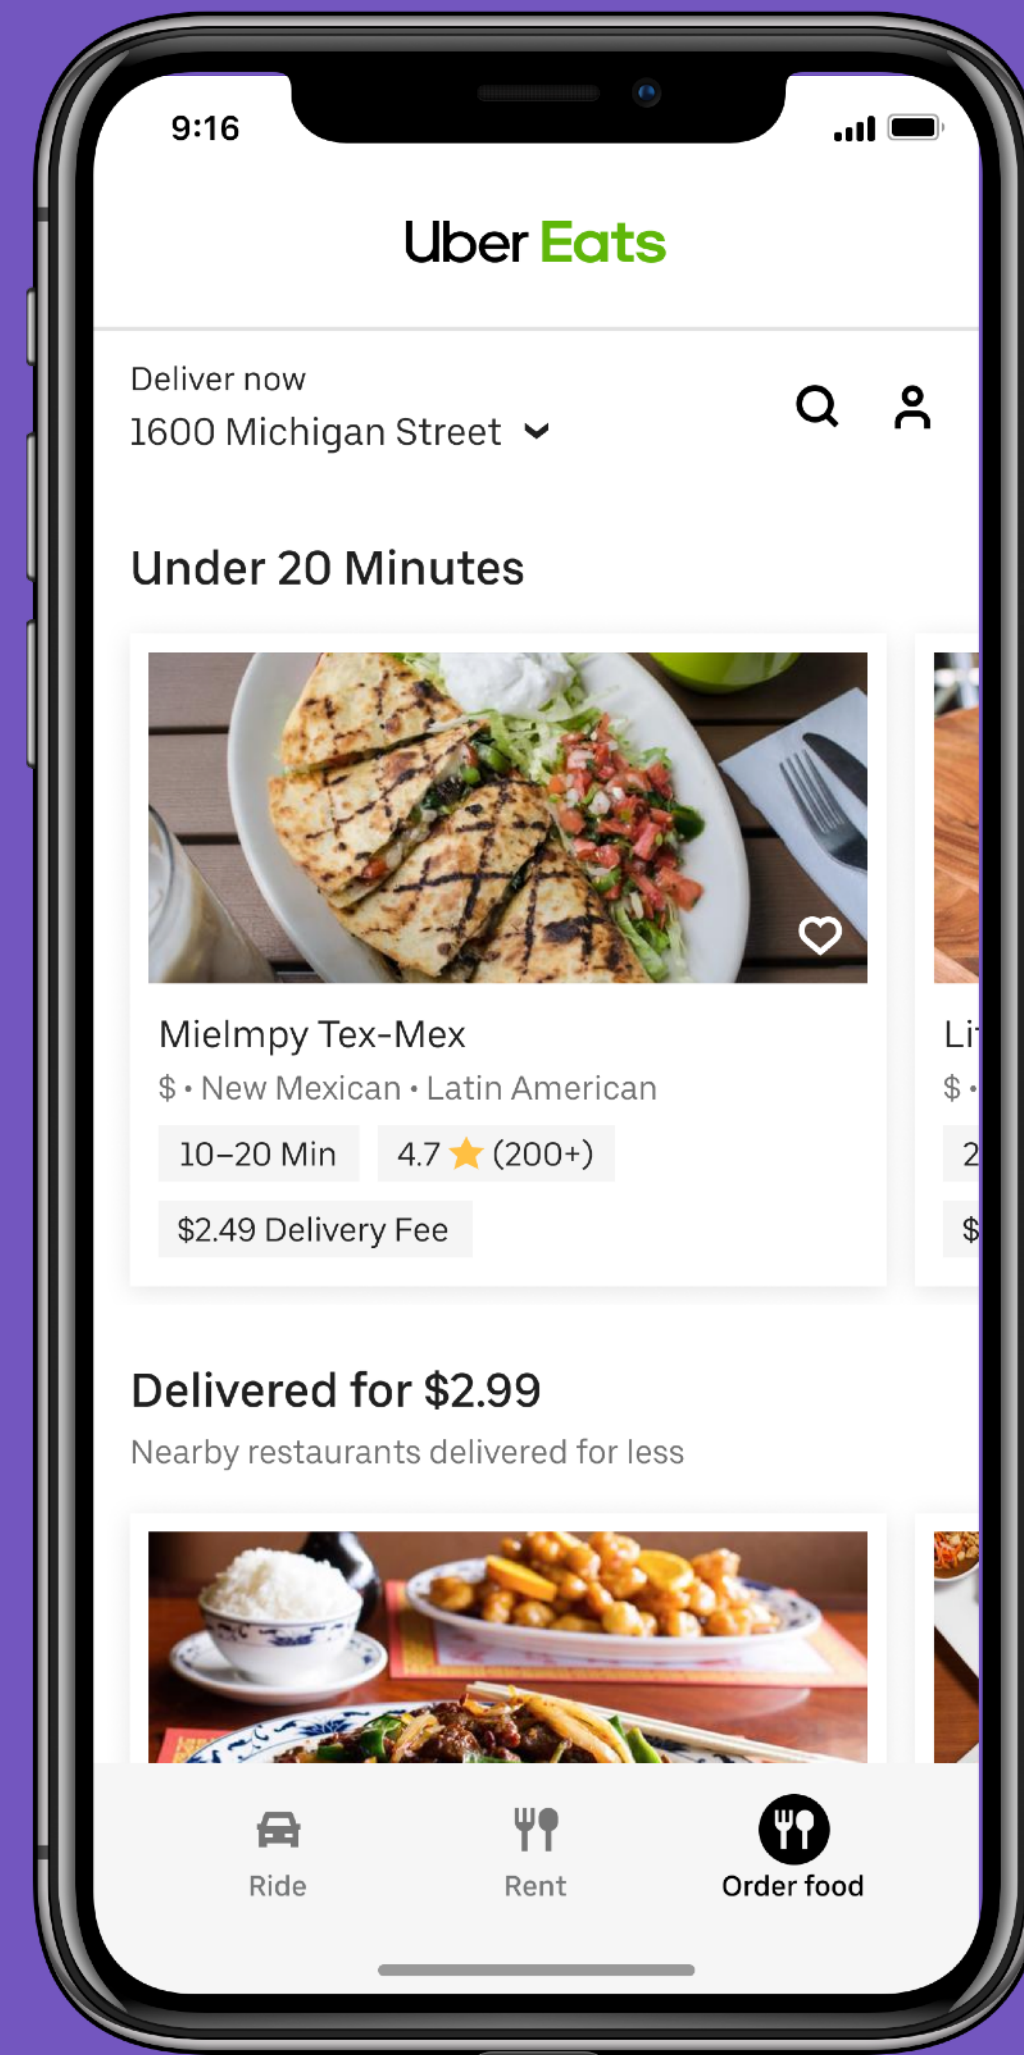 9:16
Uber Eats
Deliver now
1600 Michigan Street
Under 20 Minutes
Mielmpy Tex-Mex
$ • New Mexican • Latin American
10–20 Min
4.7 ⭐ (200+)
$2.49 Delivery Fee
$ •
2
$
Delivered for $2.99
Nearby restaurants delivered for less
Ride
Rent
Order food